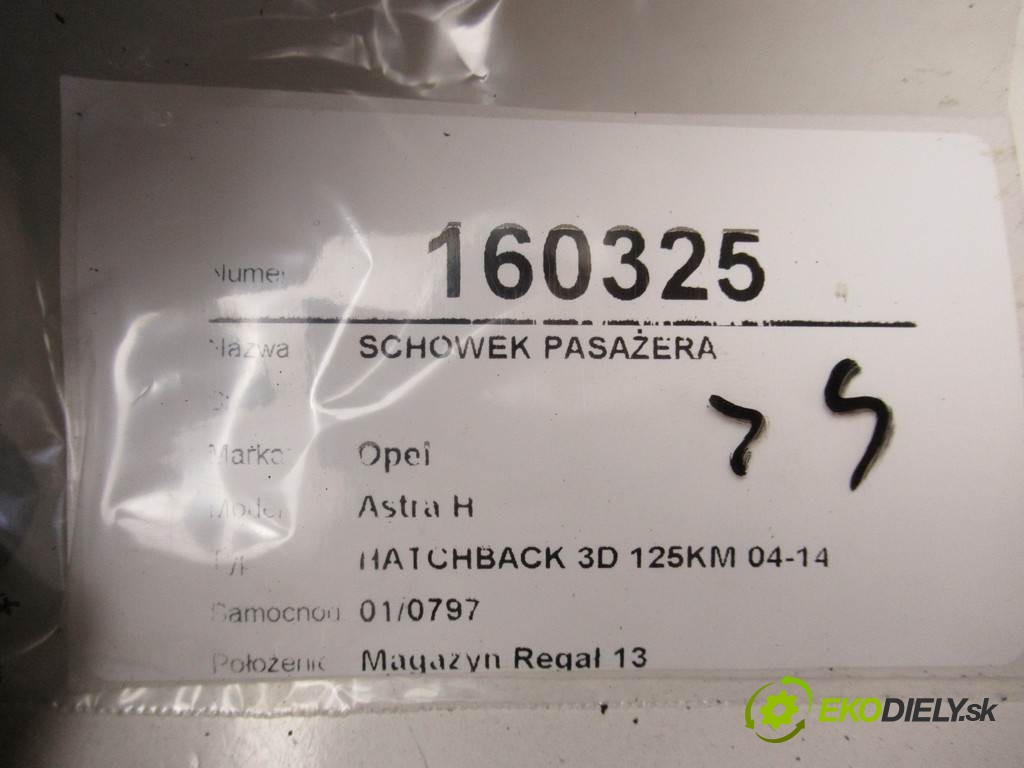 Numer 160325
Nazwa SCHOWEK PASAŻERA
Marka Opel
Model Astra H
Typ HATCHBACK 3D 125KM 04-14
Samochód 01/0797
Położenie Magazyn Regał 13
EKODIELY.sk